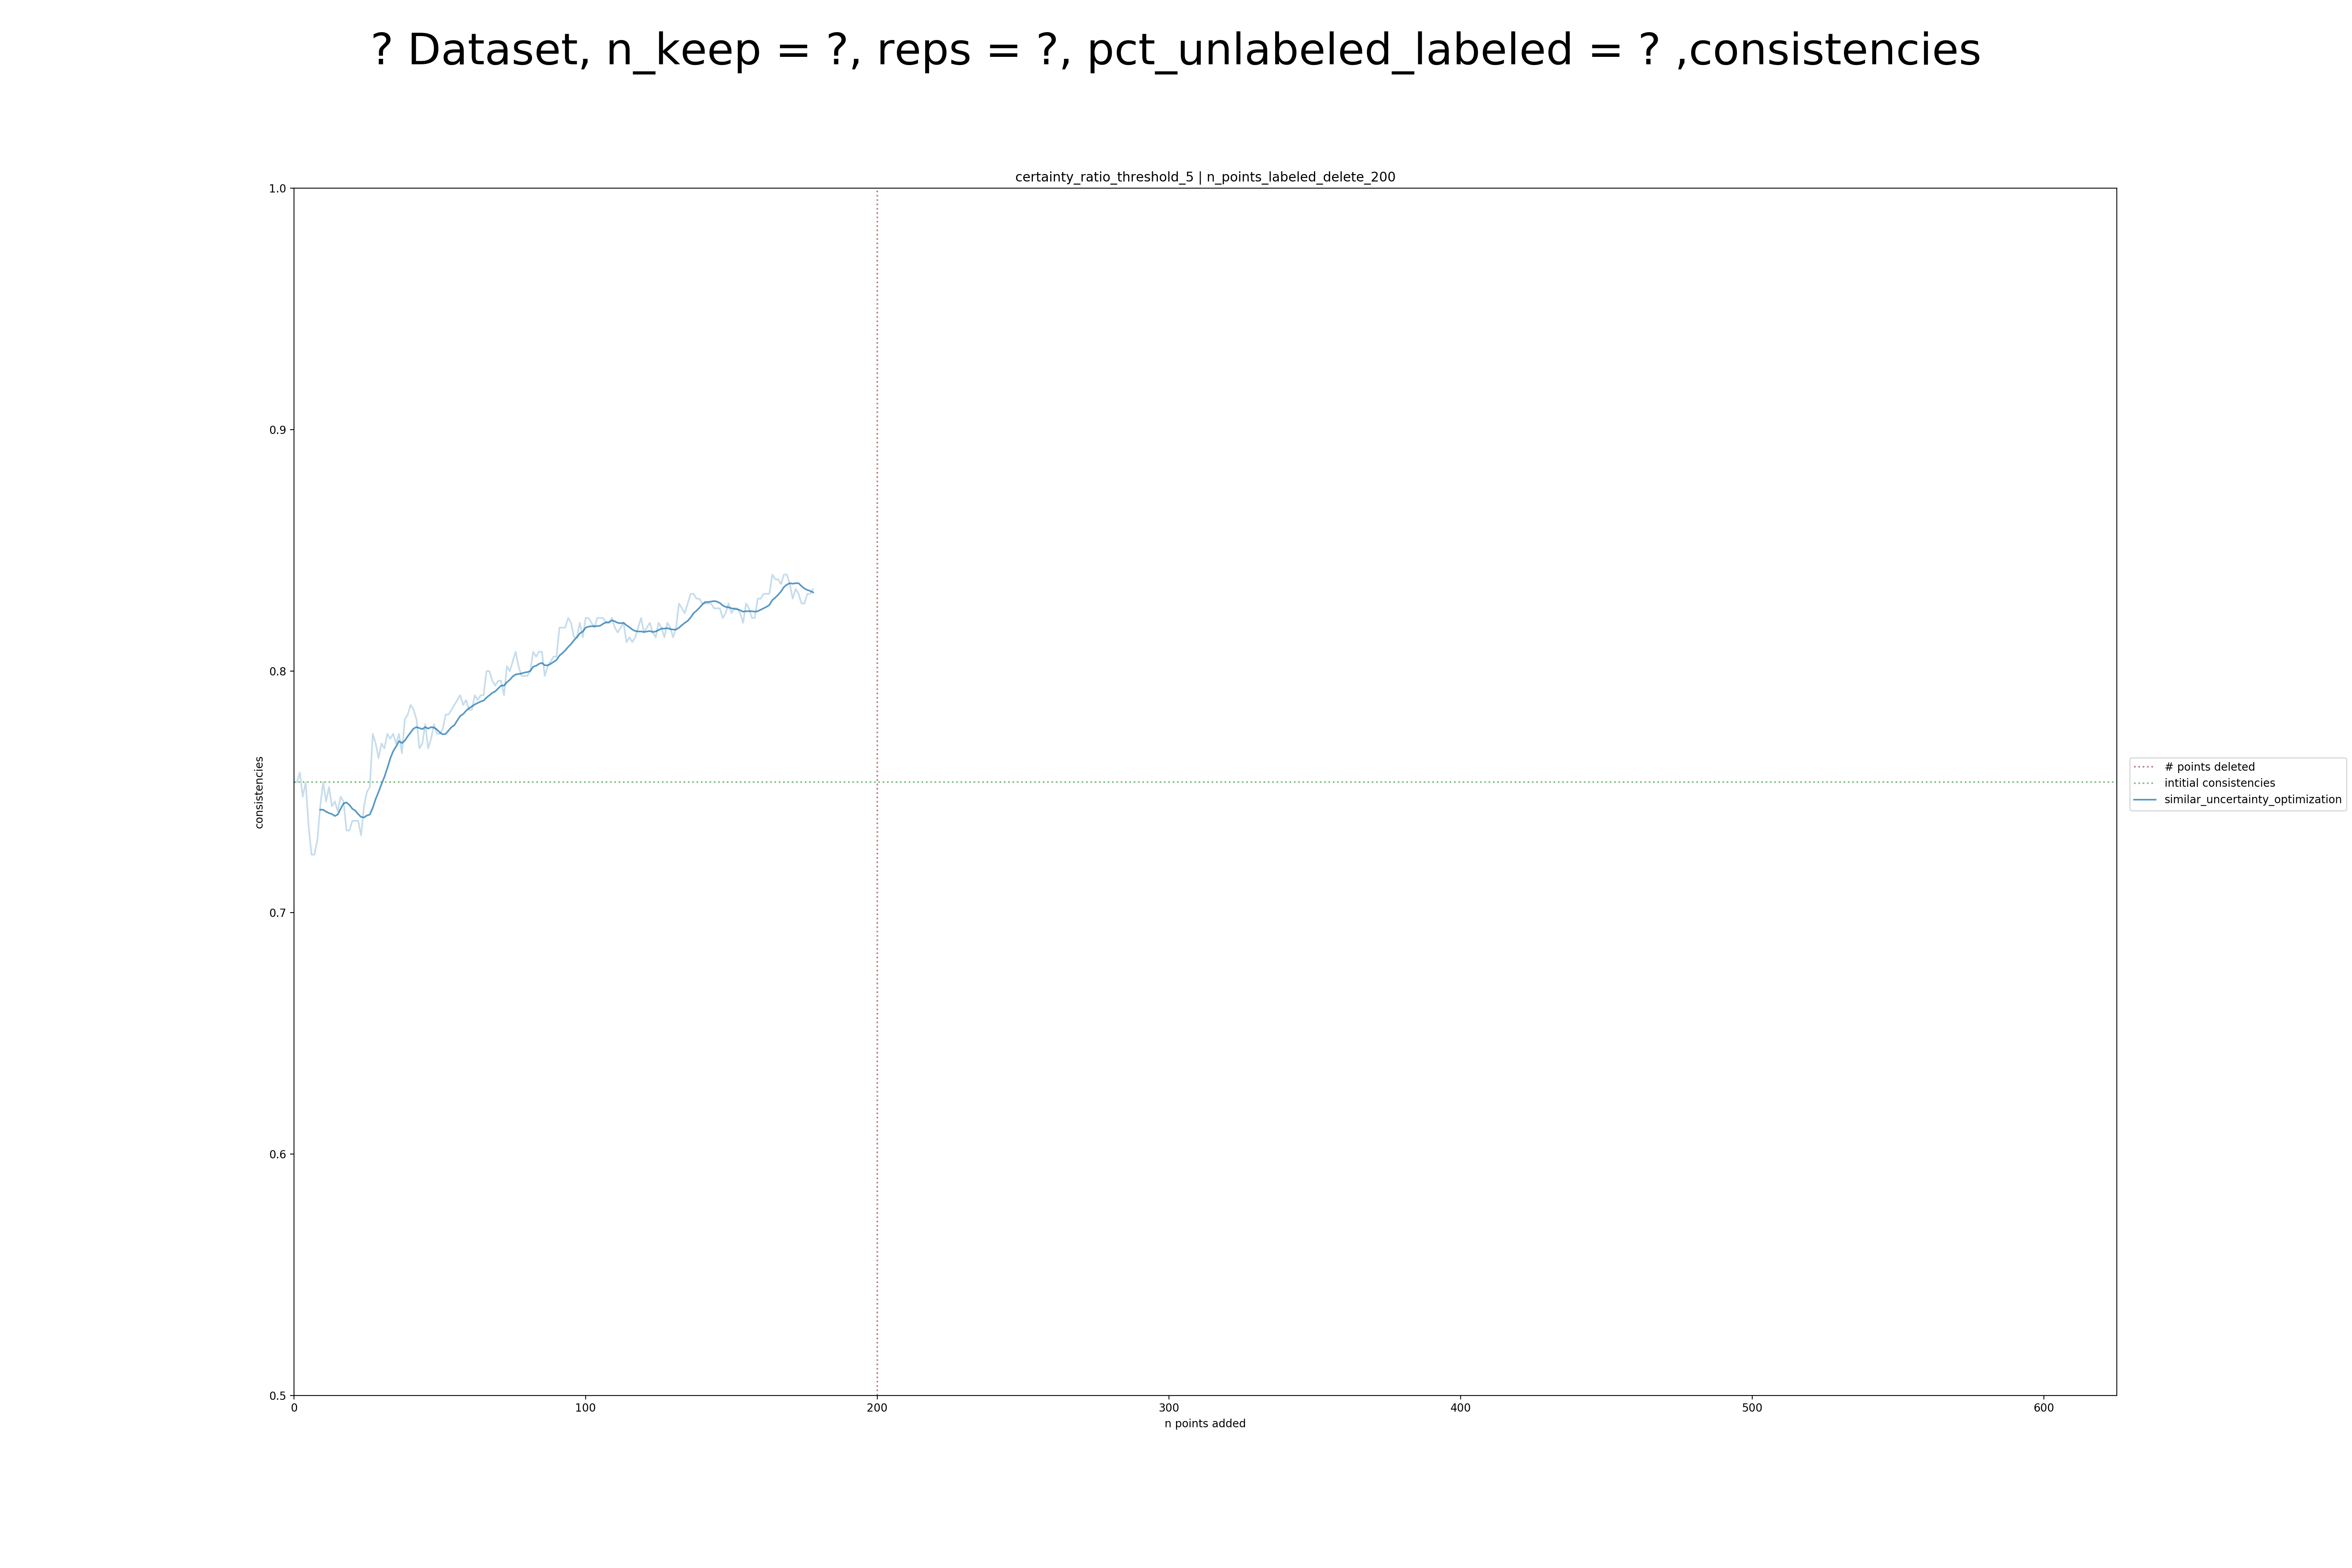 ? Dataset, n_keep = ?, reps = ?, pct_unlabeled_labeled = ? ,consistencies
certainty_ratio_threshold_5 | n_points_labeled_delete_200
1.0
0.9
0.8
0.7
0.6
0.5
consistencies
0 100 200 300 400 500 600
n points added
# points deleted
intitial consistencies
similar_uncertainty_optimization